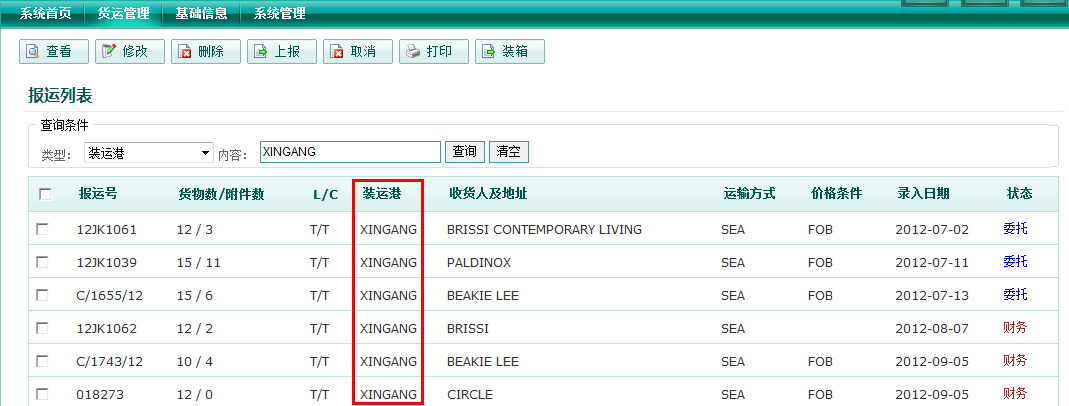 系统首页 货运管理 基础信息 系统管理
查看 修改 删除 上报 取消 打印 装箱
报运列表
查询条件
类型： 装运港 内容： XINGANG 查询 清空
报运号 货物数/附件数 L/C 装运港 收货人及地址 运输方式 价格条件 录入日期 状态
12JK1061 12 / 3 T/T XINGANG BRISSI CONTEMPORARY LIVING SEA FOB 2012-07-02 委托
12JK1039 15 / 11 T/T XINGANG PALDINOX SEA FOB 2012-07-11 委托
C/1655/12 15 / 6 T/T XINGANG BEAKIE LEE SEA FOB 2012-07-13 委托
12JK1062 12 / 2 T/T XINGANG BRISSI SEA 2012-08-07 财务
C/1743/12 10 / 4 T/T XINGANG BEAKIE LEE SEA FOB 2012-09-05 财务
018273 12 / 0 T/T XINGANG CIRCLE SEA FOB 2012-09-05 财务